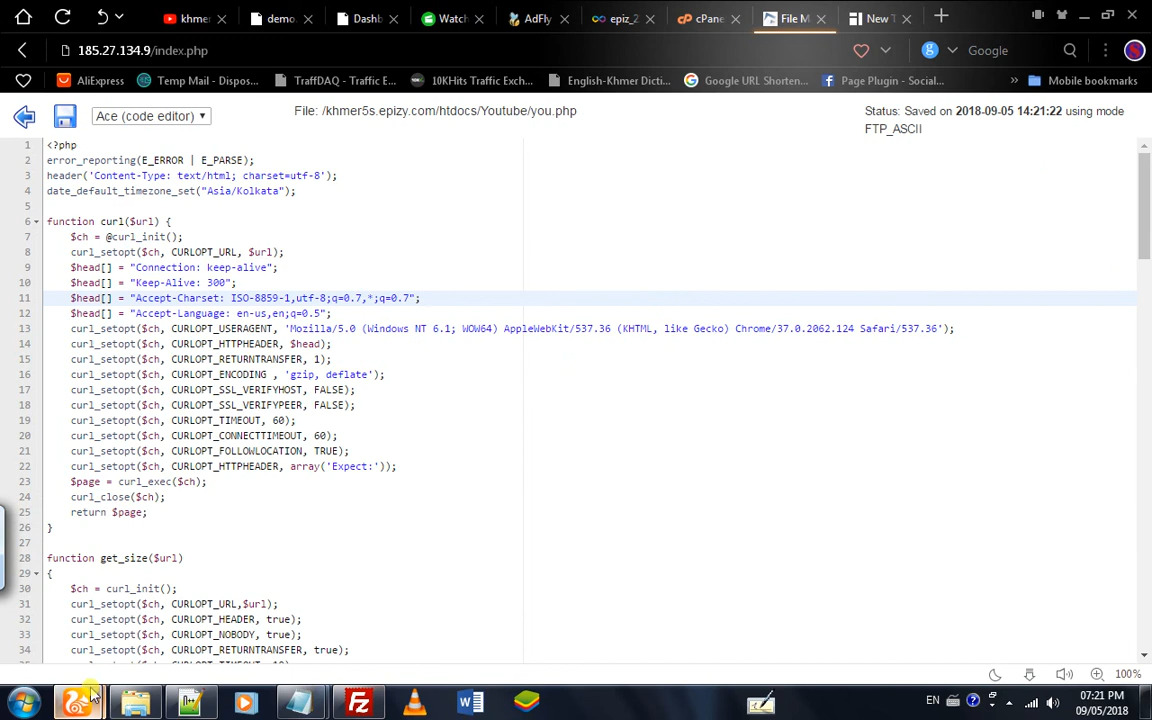 khmer
demo.
Dashb
Watch
AdFly
epiz_2
cPane
File M
New T
185.27.134.9/index.php
Google
AliExpress
Temp Mail - Dispos...
TraffDAQ - Traffic E...
10KHits Traffic Exch...
English-Khmer Dicti...
Google URL Shorten...
Page Plugin - Social...
Mobile bookmarks
Ace (code editor)
File: /khmer5s.epizy.com/htdocs/Youtube/you.php
Status: Saved on 2018-09-05 14:21:22 using mode
FTP_ASCII
1 <?php
2 error_reporting(E_ERROR | E_PARSE);
3 header('Content-Type: text/html; charset=utf-8');
4 date_default_timezone_set("Asia/Kolkata");
5
6 function curl($url) {
7 $ch = @curl_init();
8 curl_setopt($ch, CURLOPT_URL, $url);
9 $head[] = "Connection: keep-alive";
10 $head[] = "Keep-Alive: 300";
11 $head[] = "Accept-Charset: ISO-8859-1,utf-8;q=0.7,*;q=0.7";
12 $head[] = "Accept-Language: en-us,en;q=0.5";
13 curl_setopt($ch, CURLOPT_USERAGENT, 'Mozilla/5.0 (Windows NT 6.1; WOW64) AppleWebKit/537.36 (KHTML, like Gecko) Chrome/37.0.2062.124 Safari/537.36');
14 curl_setopt($ch, CURLOPT_HTTPHEADER, $head);
15 curl_setopt($ch, CURLOPT_RETURNTRANSFER, 1);
16 curl_setopt($ch, CURLOPT_ENCODING , 'gzip, deflate');
17 curl_setopt($ch, CURLOPT_SSL_VERIFYHOST, FALSE);
18 curl_setopt($ch, CURLOPT_SSL_VERIFYPEER, FALSE);
19 curl_setopt($ch, CURLOPT_TIMEOUT, 60);
20 curl_setopt($ch, CURLOPT_CONNECTTIMEOUT, 60);
21 curl_setopt($ch, CURLOPT_FOLLOWLOCATION, TRUE);
22 curl_setopt($ch, CURLOPT_HTTPHEADER, array('Expect:'));
23 $page = curl_exec($ch);
24 curl_close($ch);
25 return $page;
26 }
27
28 function get_size($url)
29 {
30 $ch = curl_init();
31 curl_setopt($ch, CURLOPT_URL,$url);
32 curl_setopt($ch, CURLOPT_HEADER, true);
33 curl_setopt($ch, CURLOPT_NOBODY, true);
34 curl_setopt($ch, CURLOPT_RETURNTRANSFER, true);
100%
EN
07:21 PM
09/05/2018